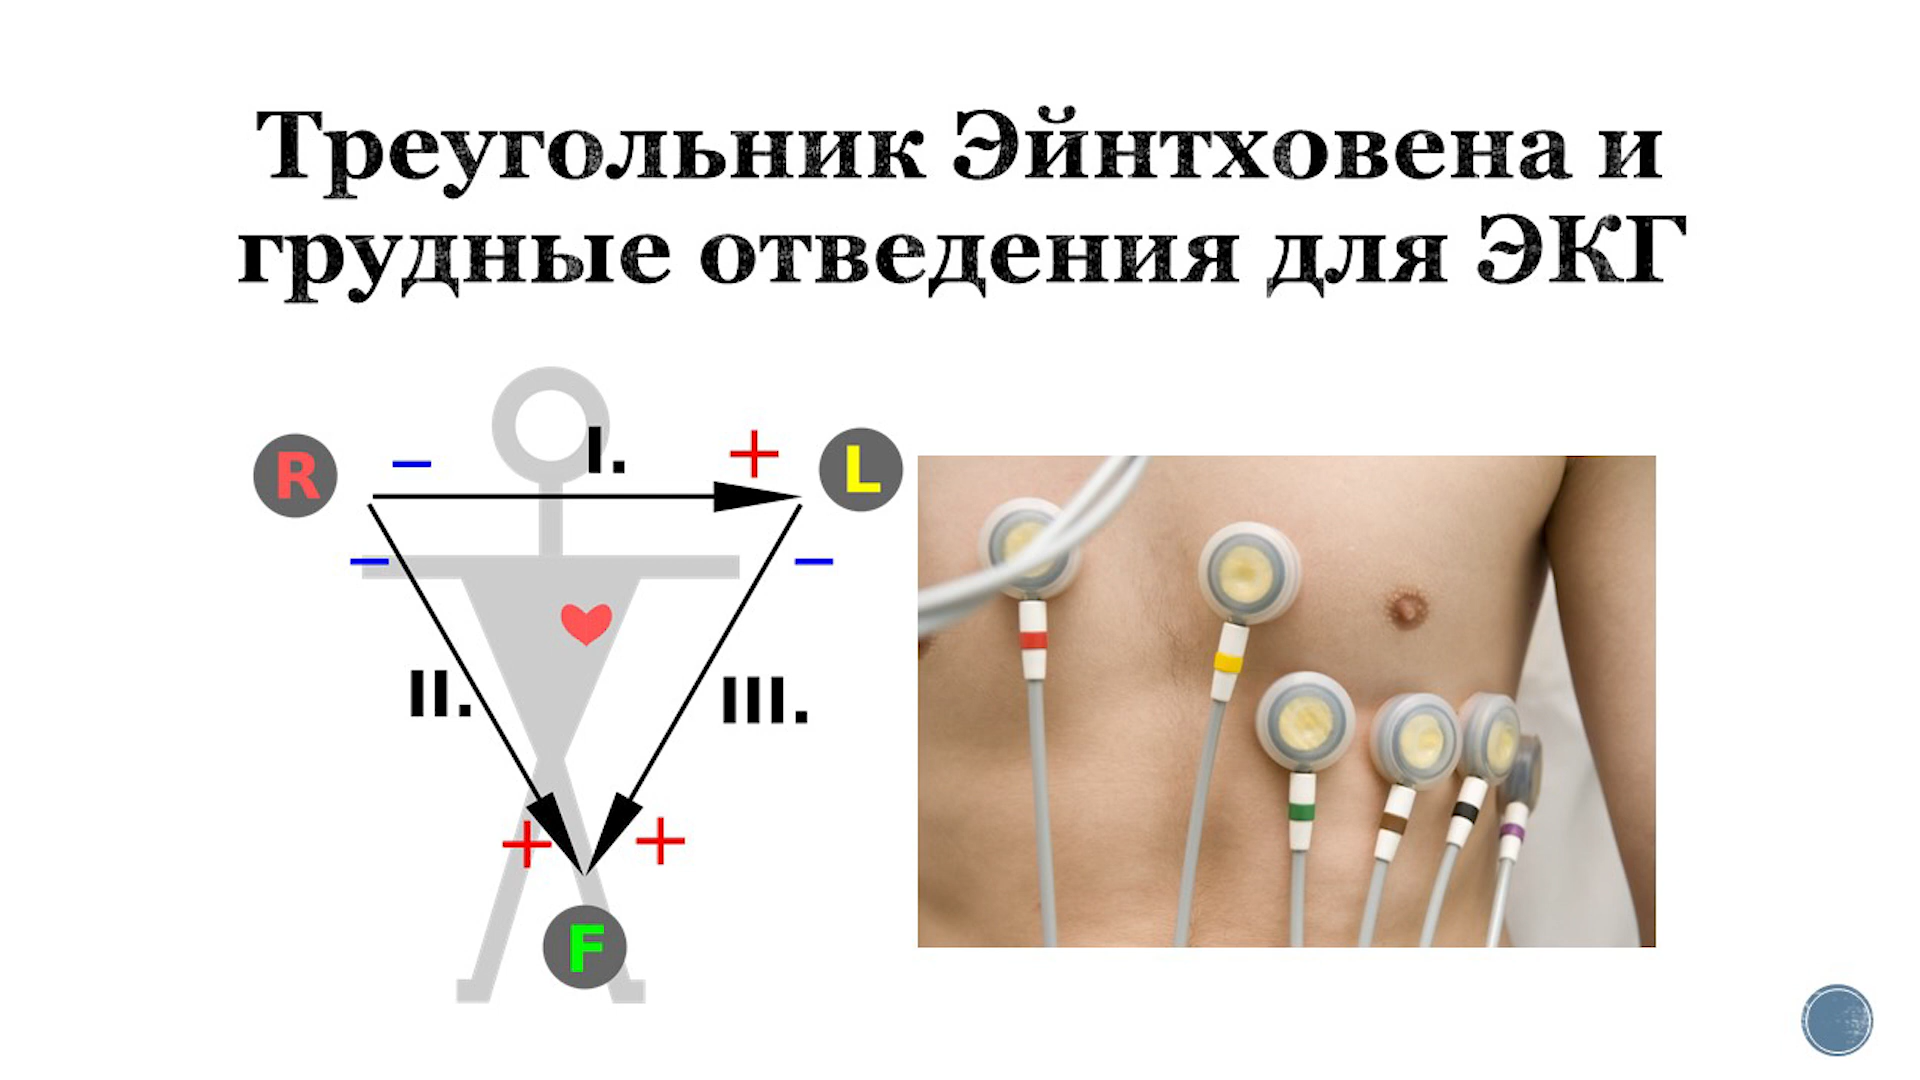 Треугольник Эйнтховена и
грудные отведения для ЭКГ
R − I. + L
− −
II. III.
+ +
F